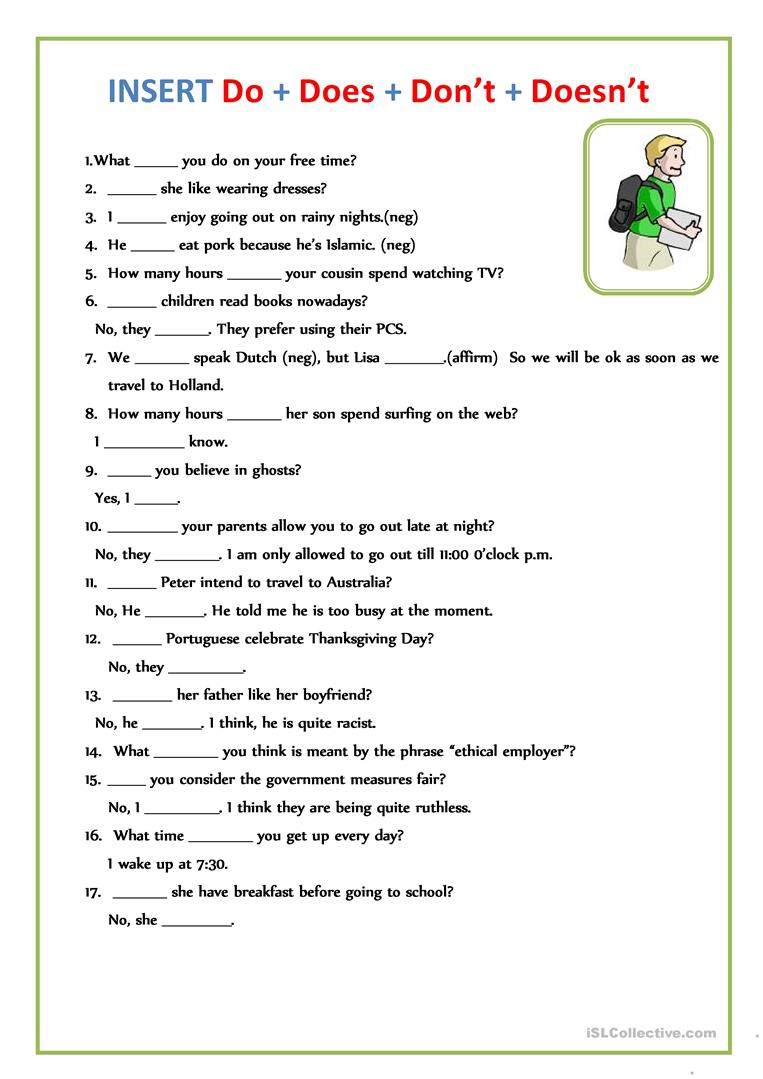 INSERT Do + Does + Don’t + Doesn’t
1.What ______ you do on your free time?
2. _______ she like wearing dresses?
3. I _______ enjoy going out on rainy nights.(neg)
4. He ______ eat pork because he’s Islamic. (neg)
5. How many hours ________ your cousin spend watching TV?
6. _______ children read books nowadays?
No, they ________. They prefer using their PCS.
7. We ________ speak Dutch (neg), but Lisa _________.(affirm) So we will be ok as soon as we
travel to Holland.
8. How many hours ________ her son spend surfing on the web?
I ____________ know.
9. ______ you believe in ghosts?
Yes, I ______.
10. __________ your parents allow you to go out late at night?
No, they _________. I am only allowed to go out till 11:00 0’clock p.m.
11. _______ Peter intend to travel to Australia?
No, He ________. He told me he is too busy at the moment.
12. _______ Portuguese celebrate Thanksgiving Day?
No, they ___________.
13. ________ her father like her boyfriend?
No, he ________. I think, he is quite racist.
14. What _________ you think is meant by the phrase “ethical employer”?
15. _____ you consider the government measures fair?
No, I ___________. I think they are being quite ruthless.
16. What time _________ you get up every day?
I wake up at 7:30.
17. ________ she have breakfast before going to school?
No, she __________.
iSLCollective.com